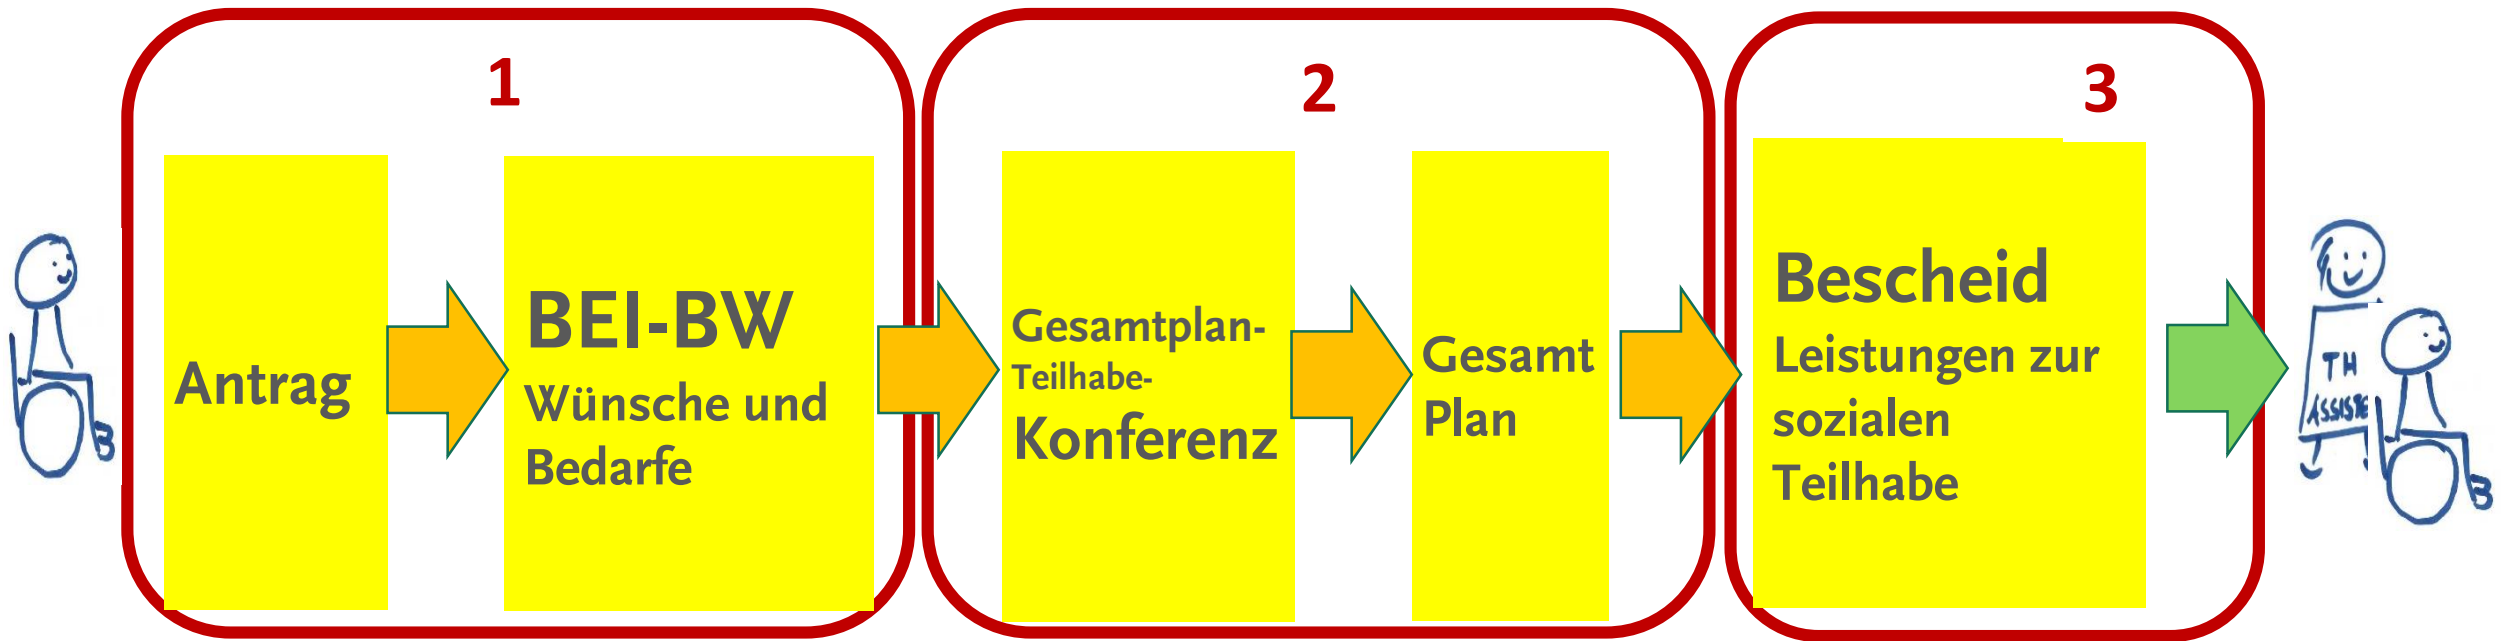 1
Antrag
BEI-BW
Wünsche und
Bedarfe
2
Gesamtplan-
Teilhabe-
Konferenz
Gesamt
Plan
3
Bescheid
Leistungen zur
sozialen
Teilhabe
TH